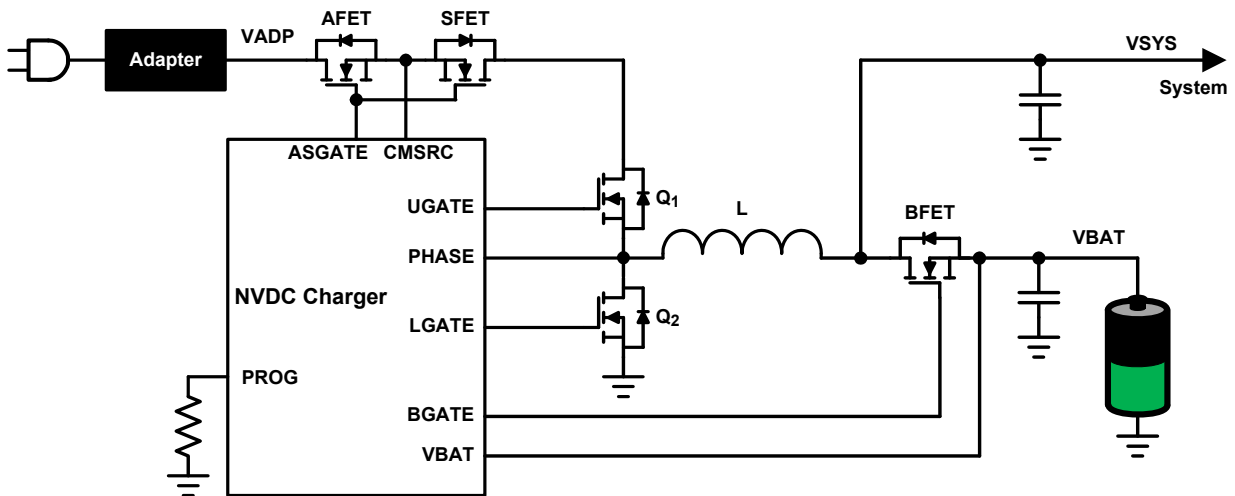 AFET
SFET
VSYS
VADP
Adapter
System
ASGATE
CMSRC
UGATE
Q1
L
BFET
VBAT
PHASE
NVDC Charger
LGATE
Q2
PROG
BGATE
VBAT